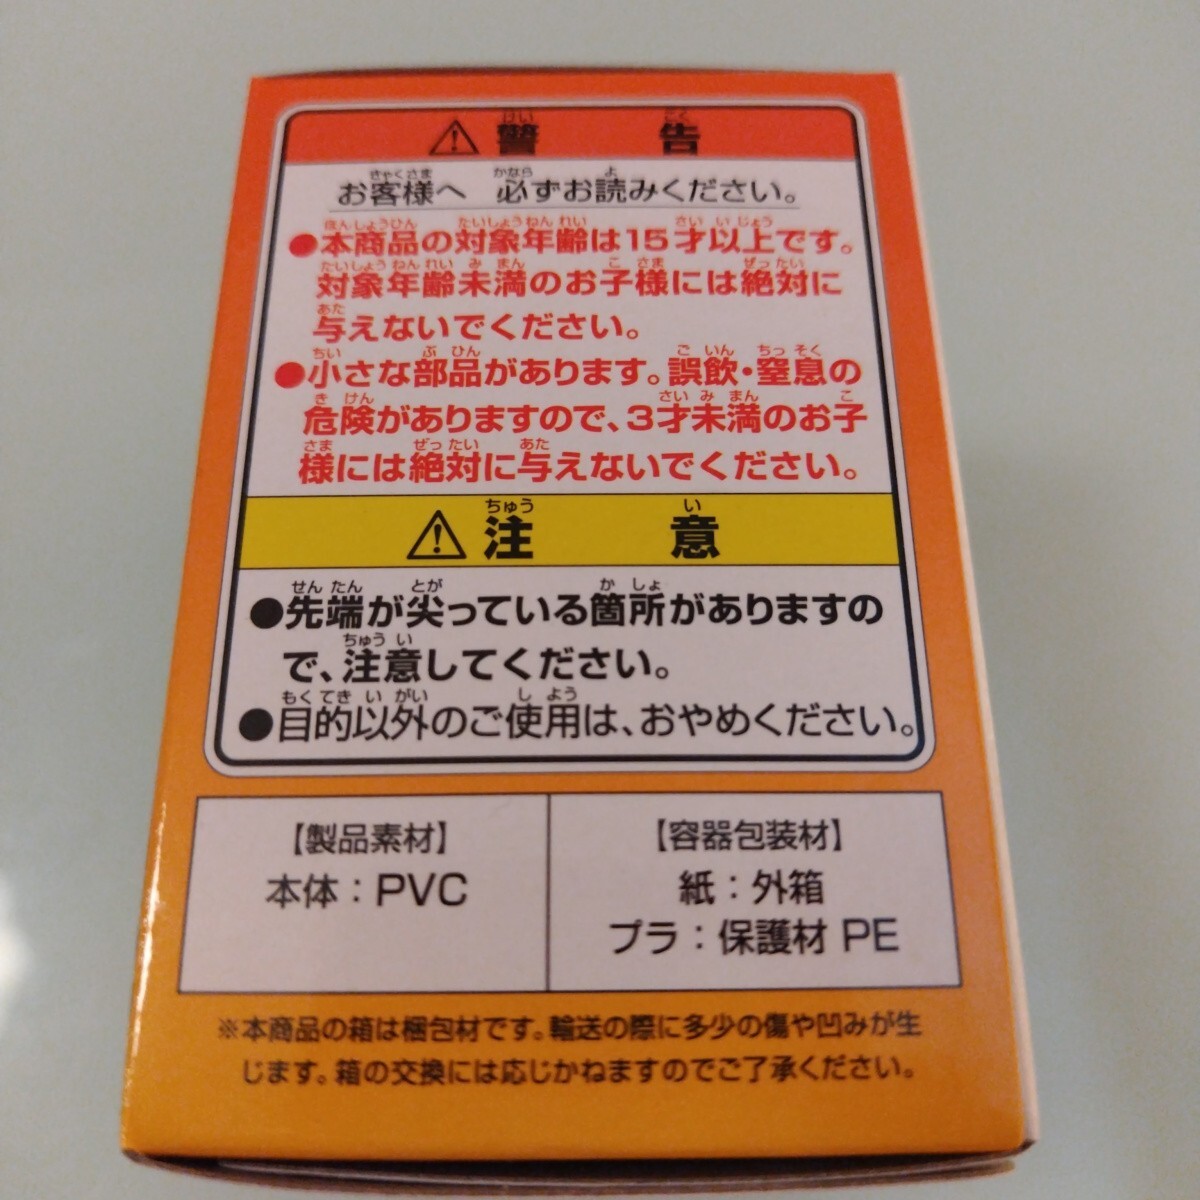 ⚠警告
お客様へ 必ずお読みください。
●本商品の対象年齢は15才以上です。
対象年齢未満のお子様には絶対に
与えないでください。
●小さな部品があります。誤飲・窒息の
危険がありますので、3才未満のお子
様には絶対に与えないでください。
⚠注意
●先端が尖っている箇所がありますの
で、注意してください。
●目的以外のご使用は、おやめください。
【製品素材】
本体：PVC
【容器包装材】
紙：外箱
プラ：保護材 PE
※本商品の箱は梱包材です。輸送の際に多少の傷や凹みが生
じます。箱の交換には応じかねますのでご了承ください。